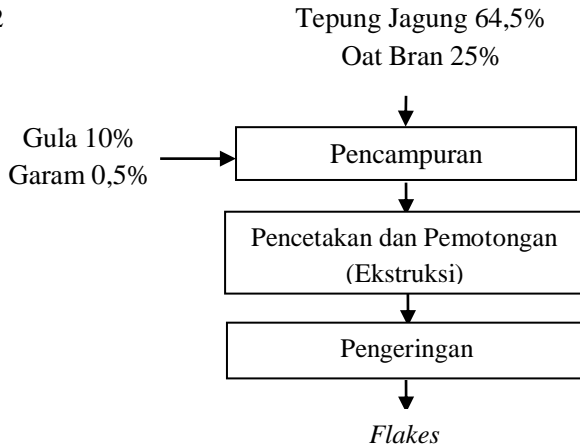 2
Tepung Jagung 64,5%
Oat Bran 25%
Gula 10%
Garam 0,5%
Pencampuran
Pencetakan dan Pemotongan
(Ekstruksi)
Pengeringan
Flakes